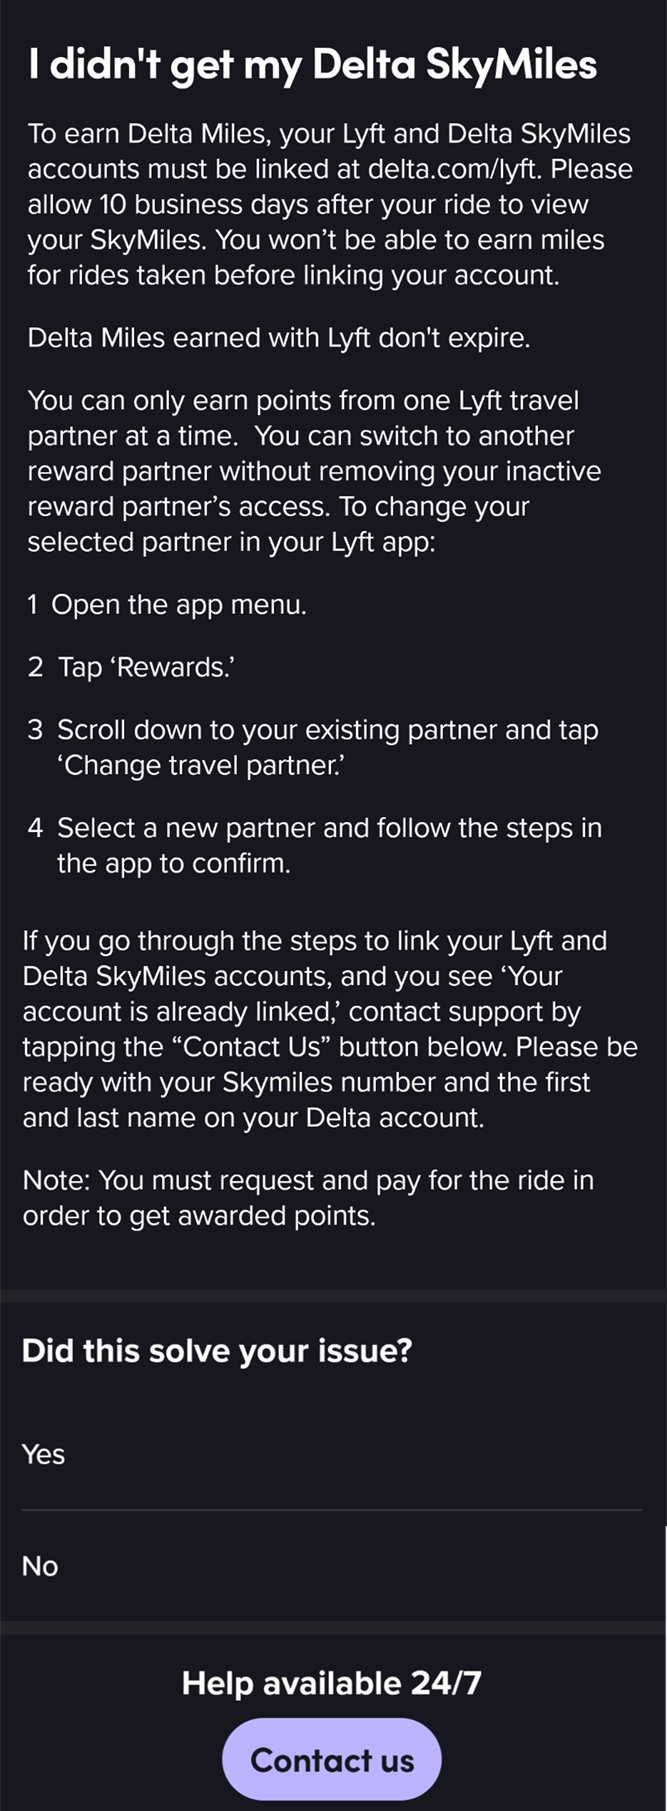 I didn't get my Delta SkyMiles
To earn Delta Miles, your Lyft and Delta SkyMiles
accounts must be linked at delta.com/lyft. Please
allow 10 business days after your ride to view
your SkyMiles. You won’t be able to earn miles
for rides taken before linking your account.
Delta Miles earned with Lyft don't expire.
You can only earn points from one Lyft travel
partner at a time.  You can switch to another
reward partner without removing your inactive
reward partner’s access. To change your
selected partner in your Lyft app:
1 Open the app menu.
2 Tap ‘Rewards.’
3 Scroll down to your existing partner and tap
‘Change travel partner.’
4 Select a new partner and follow the steps in
the app to confirm.
If you go through the steps to link your Lyft and
Delta SkyMiles accounts, and you see ‘Your
account is already linked,’ contact support by
tapping the “Contact Us” button below. Please be
ready with your Skymiles number and the first
and last name on your Delta account.
Note: You must request and pay for the ride in
order to get awarded points.
Did this solve your issue?
Yes
No
Help available 24/7
Contact us